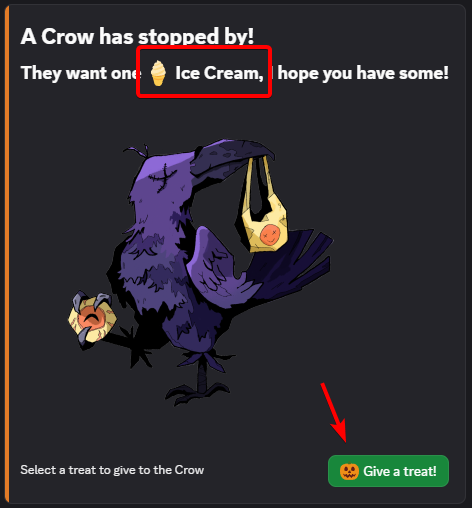 A Crow has stopped by!
They want one 🍦 Ice Cream, I hope you have some!
Select a treat to give to the Crow
🎃 Give a treat!